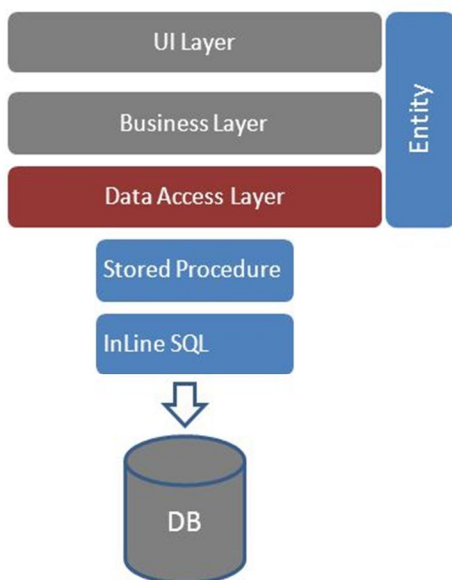 UI Layer
Business Layer
Entity
Data Access Layer
Stored Procedure
InLine SQL
DB